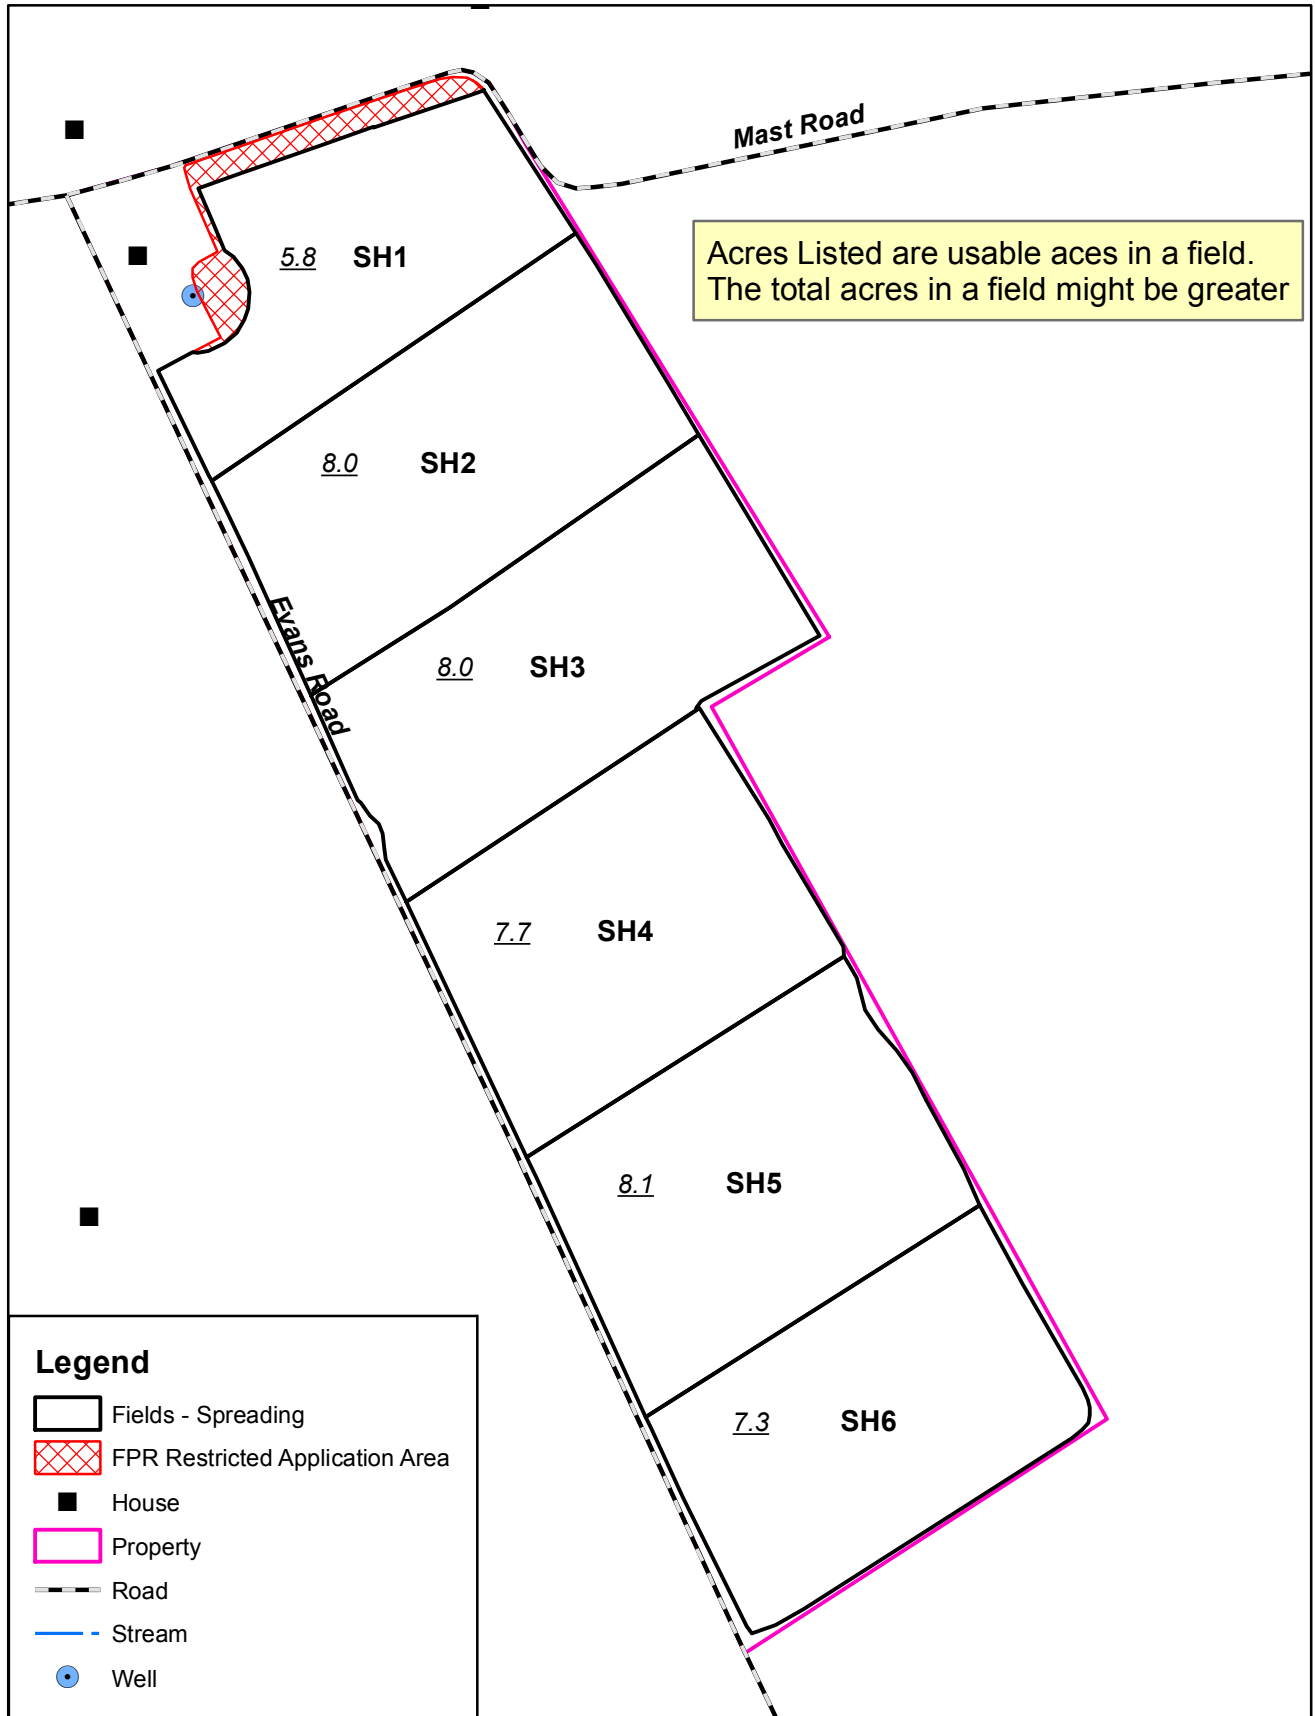 Mast Road
Acres Listed are usable aces in a field.
The total acres in a field might be greater
5.8 SH1
8.0 SH2
Evans Road
8.0 SH3
7.7 SH4
8.1 SH5
7.3 SH6
Legend
Fields - Spreading
FPR Restricted Application Area
House
Property
Road
Stream
Well